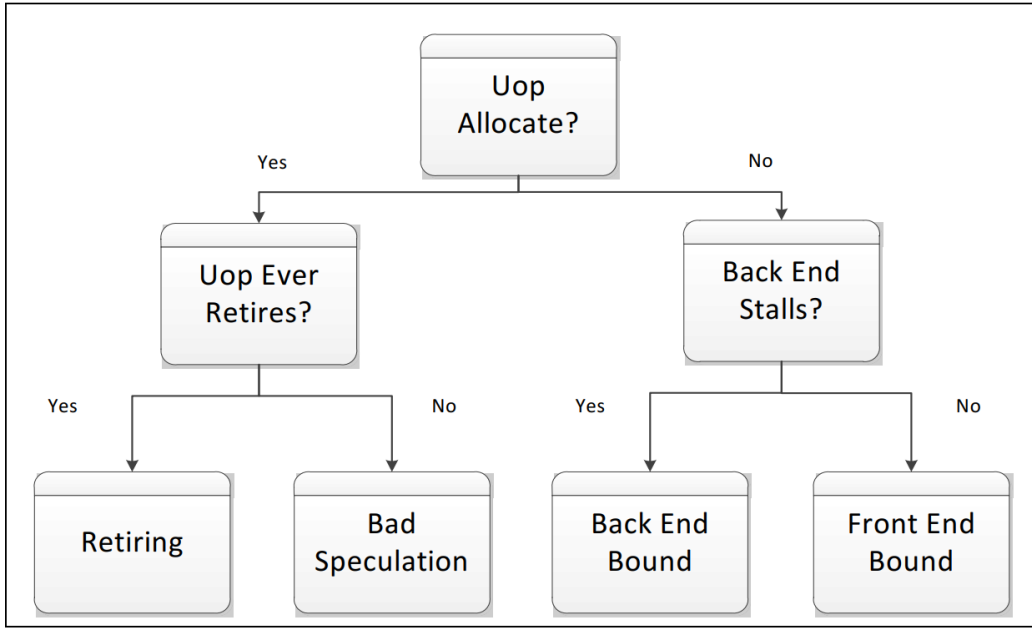 Uop
Allocate?
Yes
No
Uop Ever
Retires?
Back End
Stalls?
Yes
No
Yes
No
Retiring
Bad
Speculation
Back End
Bound
Front End
Bound